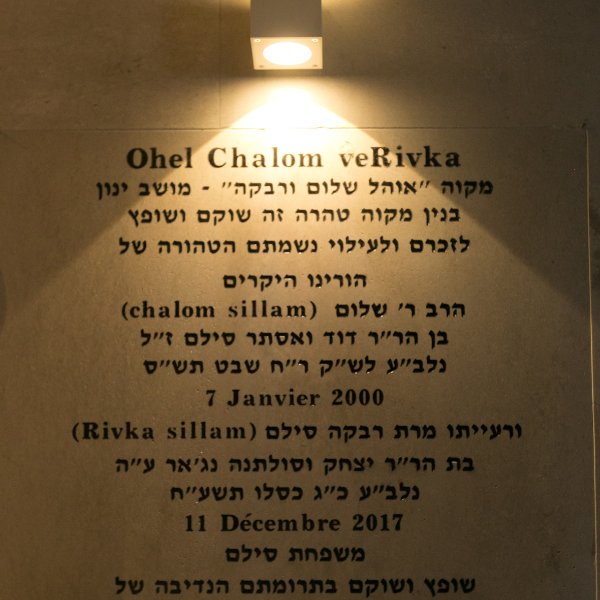 Ohel Chalom veRivka
מקוה "אוהל שלום ורבקה" - מושב ינון
בנין מקוה טהרה זה שוקם ושופץ
לזכרם ולעילוי נשמתם הטהורה של
הורינו היקרים
הרב ר' שלום (chalom sillam)
בן הר"ר דוד ואסתר סילם ז"ל
נלב"ע לש"ק ר"ח שבט תש"ס
7 Janvier 2000
ורעייתו מרת רבקה סילם (Rivka sillam)
בת הר"ר יצחק וסולתנה נג'אר ע"ה
נלב"ע כ"ג כסלו תשע"ח
11 Décembre 2017
משפחת סילם
שופץ ושוקם בתרומתם הנדיבה של